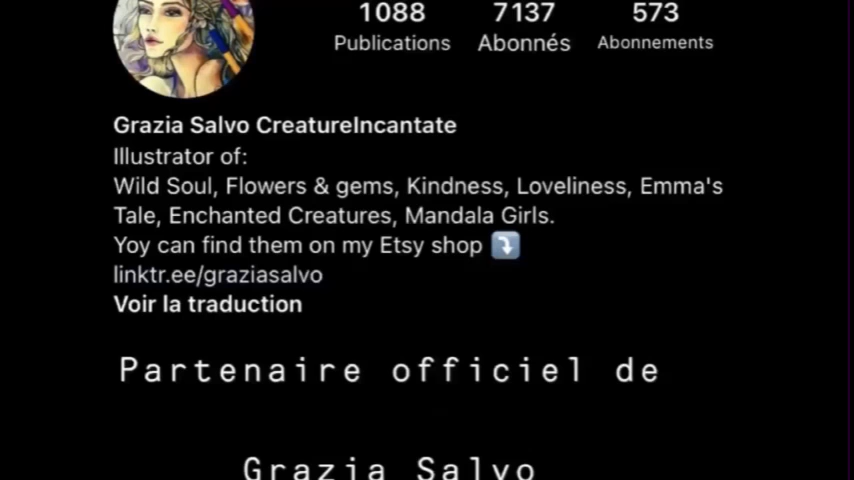 1088 7137 573
Publications Abonnés Abonnements
Grazia Salvo CreatureIncantate
Illustrator of:
Wild Soul, Flowers & gems, Kindness, Loveliness, Emma's
Tale, Enchanted Creatures, Mandala Girls.
Yoy can find them on my Etsy shop ⤵️
linktr.ee/graziasalvo
Voir la traduction
Partenaire officiel de
Grazia Salvo